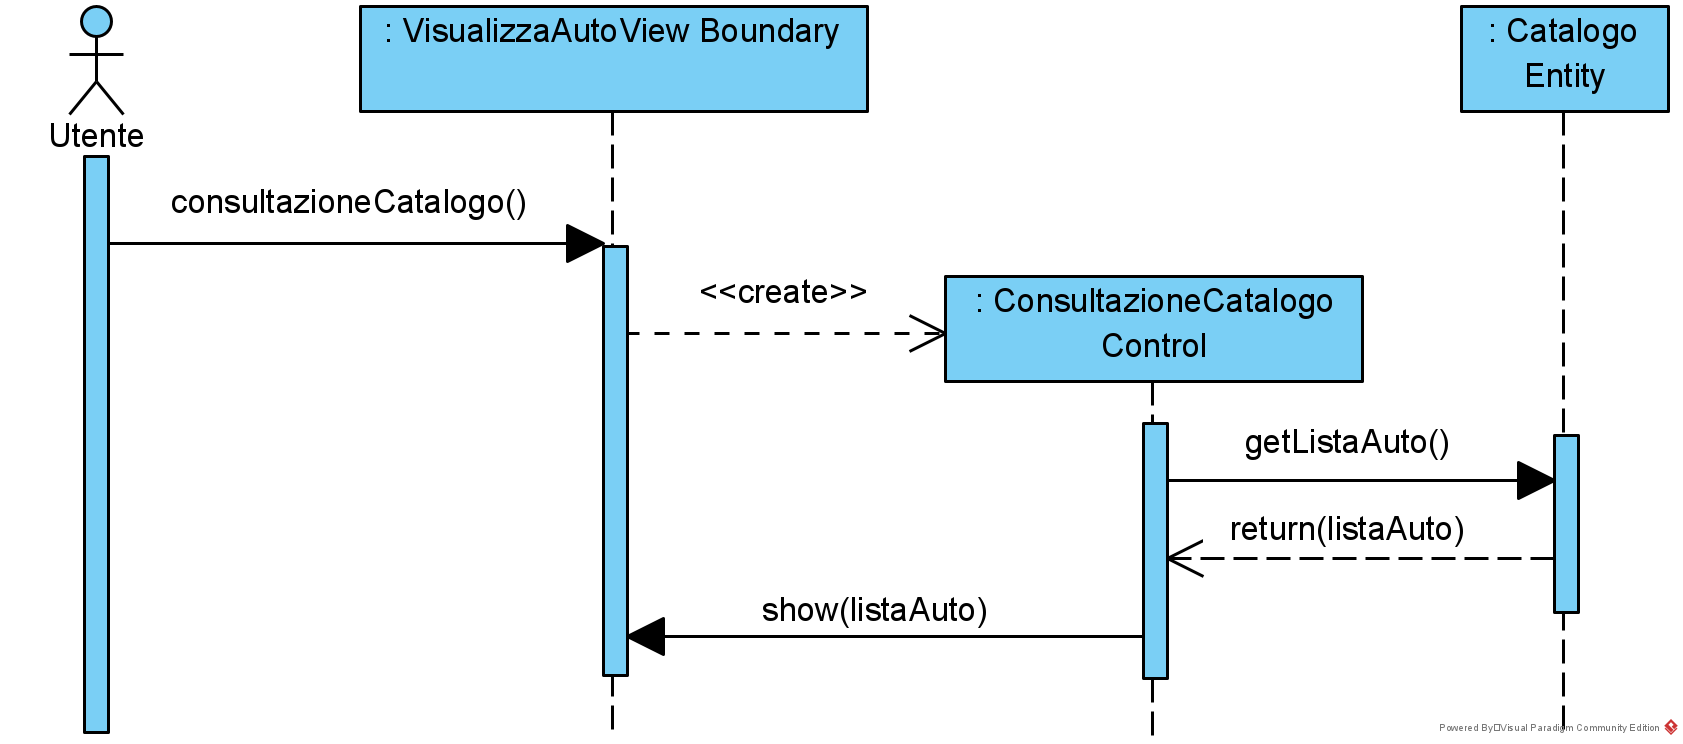 : VisualizzaAutoView Boundary
: Catalogo
Entity
Utente
consultazioneCatalogo()
<<create>>
: ConsultazioneCatalogo
Control
getListaAuto()
return(listaAuto)
show(listaAuto)
Powered By□Visual Paradigm Community Edition